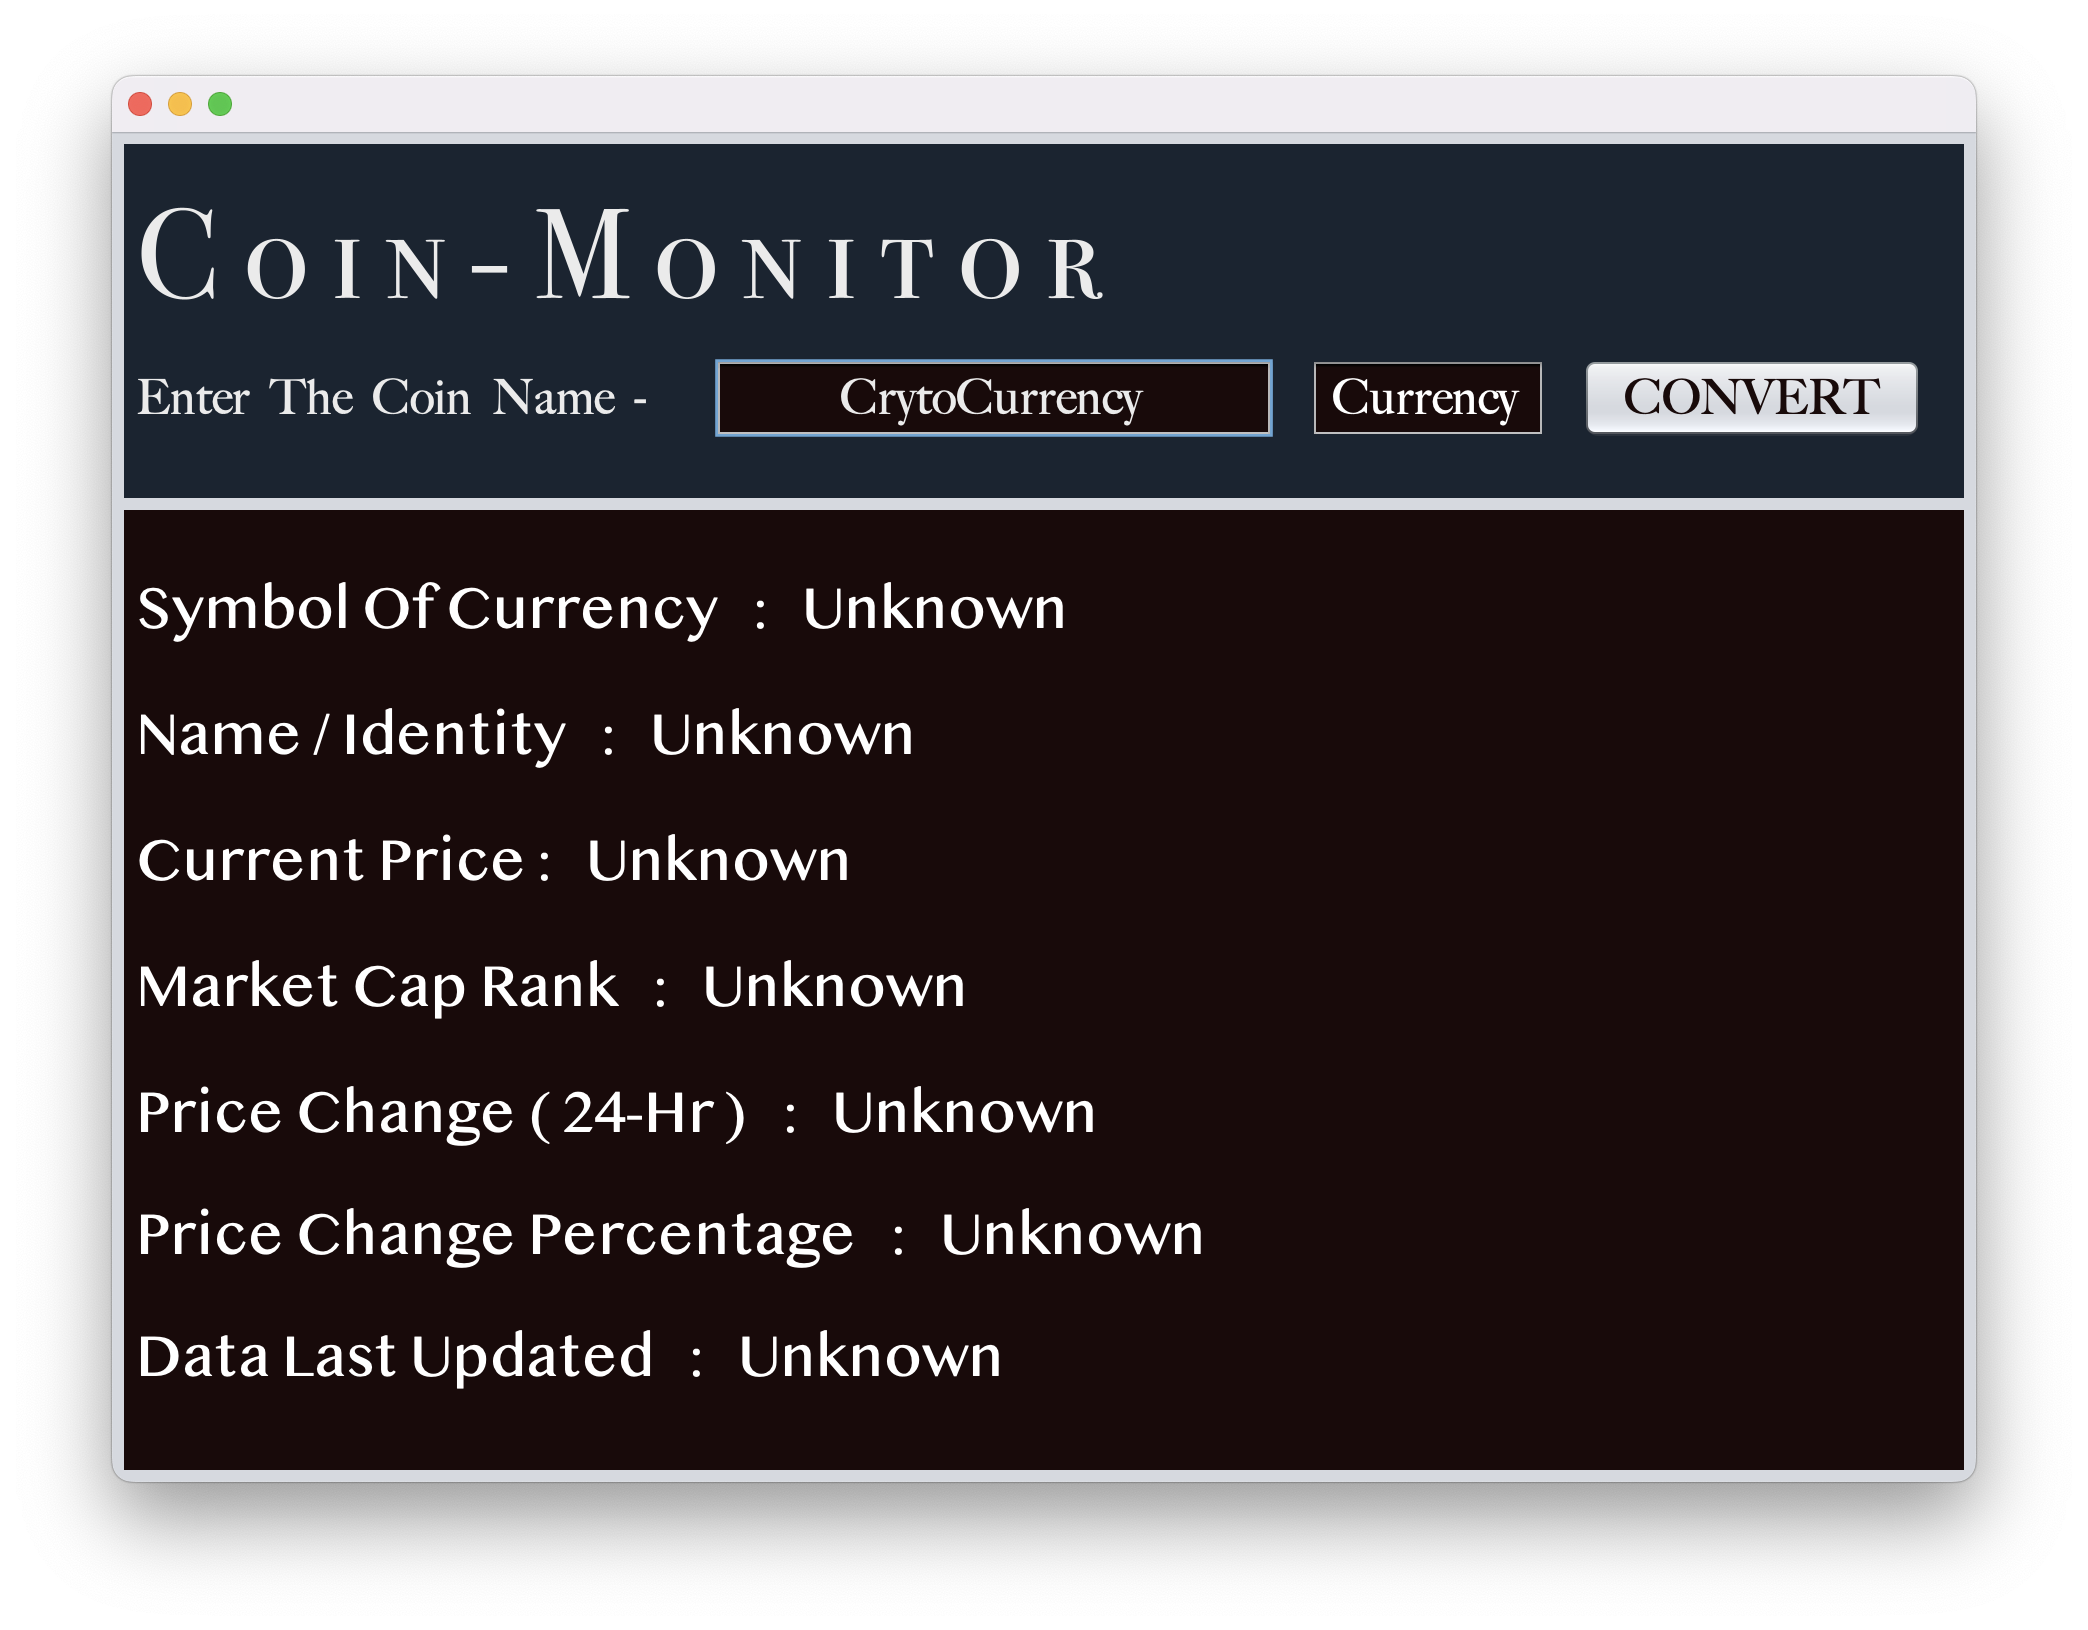 Coin-Monitor
Enter The Coin Name - CrytoCurrency Currency CONVERT
Symbol Of Currency : Unknown
Name / Identity : Unknown
Current Price : Unknown
Market Cap Rank : Unknown
Price Change ( 24-Hr ) : Unknown
Price Change Percentage : Unknown
Data Last Updated : Unknown